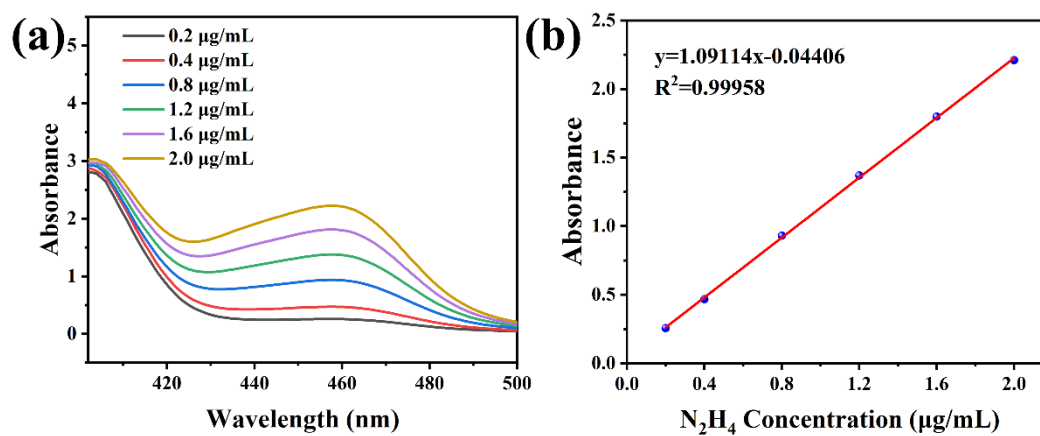 (a)
0.2 μg/mL
0.4 μg/mL
0.8 μg/mL
1.2 μg/mL
1.6 μg/mL
2.0 μg/mL
5
4
3
2
1
0
Absorbance
420 440 460 480 500
Wavelength (nm)
(b)
y=1.09114x-0.04406
R²=0.99958
2.5
2.0
1.5
1.0
0.5
0.0
Absorbance
0.0 0.4 0.8 1.2 1.6 2.0
N₂H₄ Concentration (μg/mL)